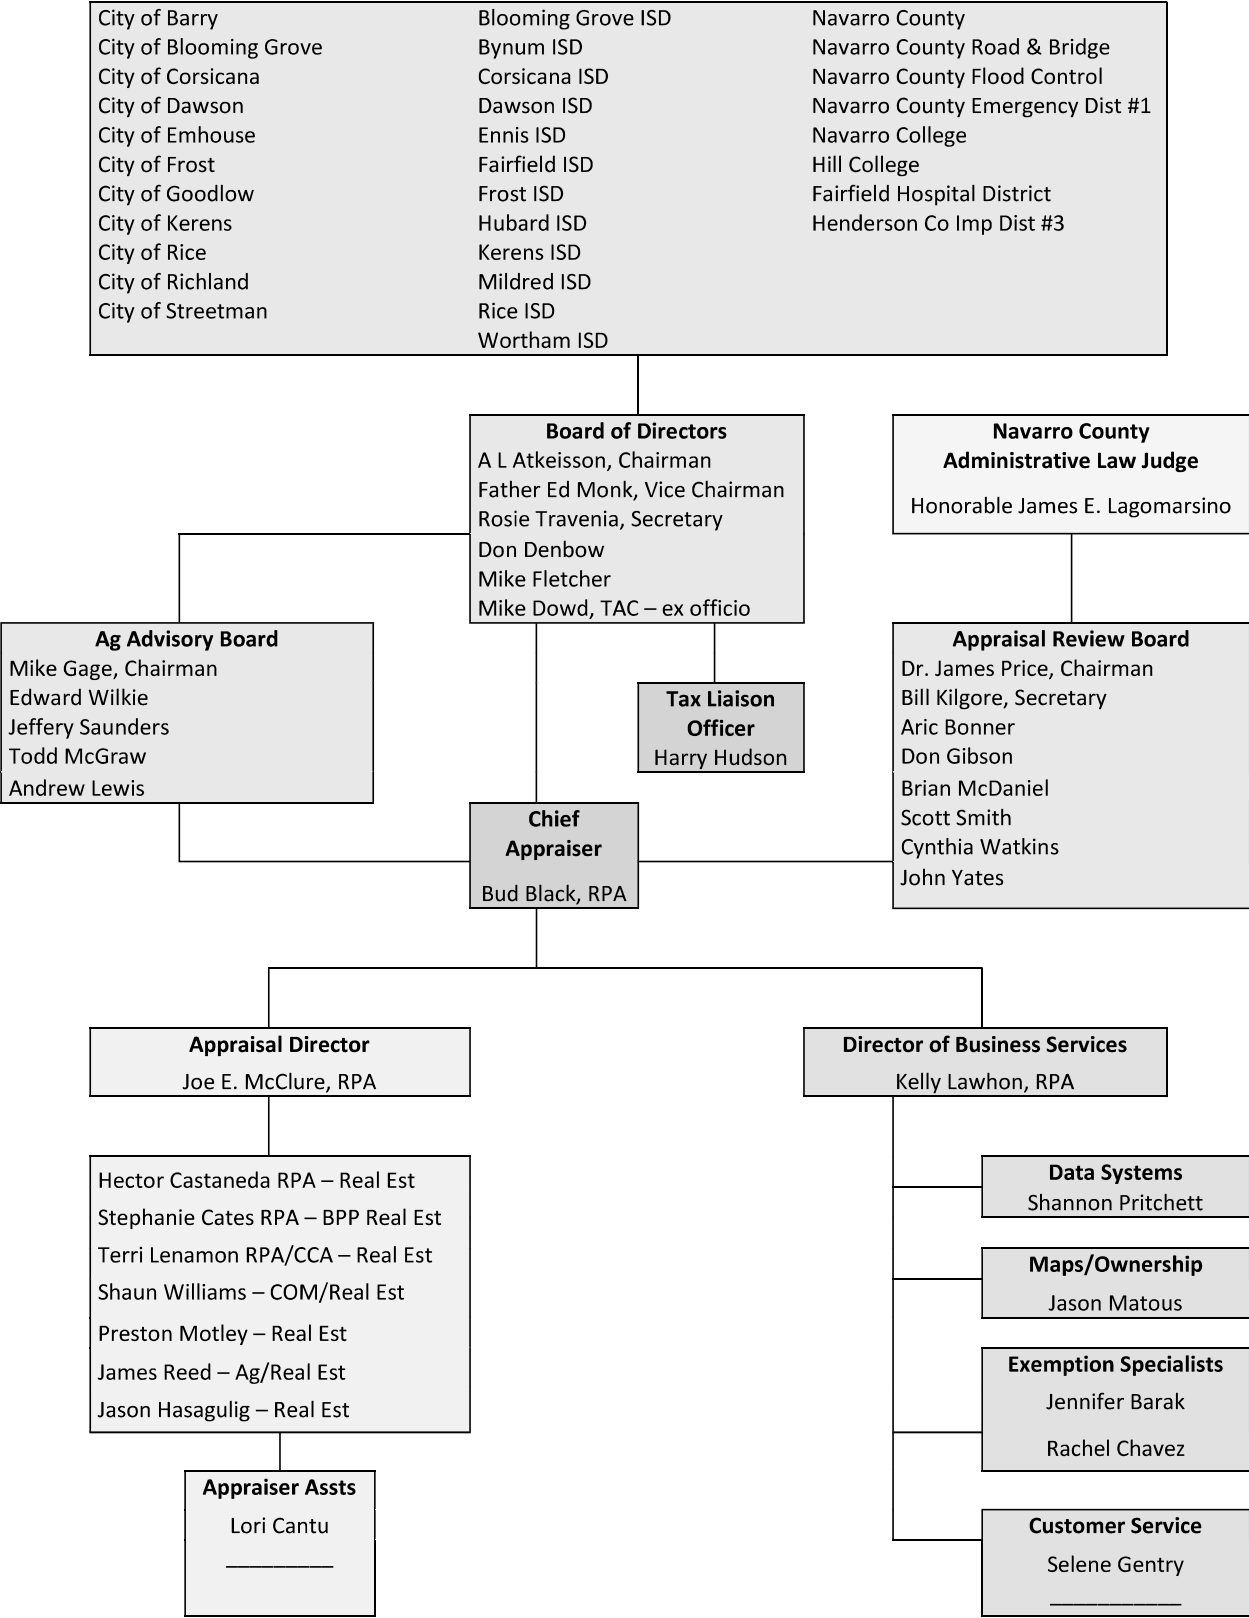 City of Barry
City of Blooming Grove
City of Corsicana
City of Dawson
City of Emhouse
City of Frost
City of Goodlow
City of Kerens
City of Rice
City of Richland
City of Streetman
Blooming Grove ISD
Bynum ISD
Corsicana ISD
Dawson ISD
Ennis ISD
Fairfield ISD
Frost ISD
Hubard ISD
Kerens ISD
Mildred ISD
Rice ISD
Wortham ISD
Navarro County
Navarro County Road & Bridge
Navarro County Flood Control
Navarro County Emergency Dist #1
Navarro College
Hill College
Fairfield Hospital District
Henderson Co Imp Dist #3
Board of Directors
A L Atkeisson, Chairman
Father Ed Monk, Vice Chairman
Rosie Travenia, Secretary
Don Denbow
Mike Fletcher
Mike Dowd, TAC – ex officio
Navarro County
Administrative Law Judge
Honorable James E. Lagomarsino
Ag Advisory Board
Mike Gage, Chairman
Edward Wilkie
Jeffery Saunders
Todd McGraw
Andrew Lewis
Tax Liaison
Officer
Harry Hudson
Appraisal Review Board
Dr. James Price, Chairman
Bill Kilgore, Secretary
Aric Bonner
Don Gibson
Brian McDaniel
Scott Smith
Cynthia Watkins
John Yates
Chief
Appraiser
Bud Black, RPA
Appraisal Director
Joe E. McClure, RPA
Director of Business Services
Kelly Lawhon, RPA
Hector Castaneda RPA – Real Est
Stephanie Cates RPA – BPP Real Est
Terri Lenamon RPA/CCA – Real Est
Shaun Williams – COM/Real Est
Preston Motley – Real Est
James Reed – Ag/Real Est
Jason Hasagulig – Real Est
Appraiser Assts
Lori Cantu
_________
Data Systems
Shannon Pritchett
Maps/Ownership
Jason Matous
Exemption Specialists
Jennifer Barak
Rachel Chavez
Customer Service
Selene Gentry
___________